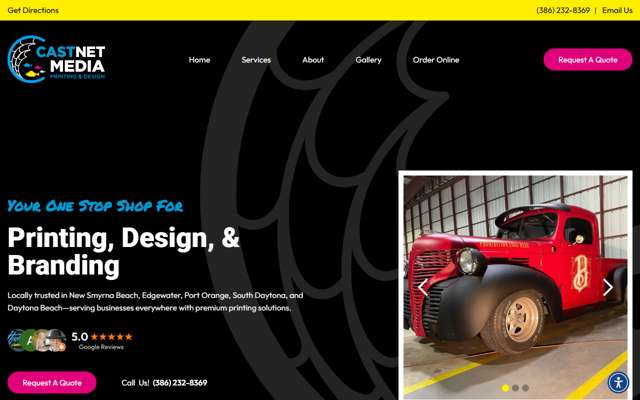 Get Directions
(386) 232-8369 | Email Us
CASTNET
MEDIA
PRINTING & DESIGN
Home
Services
About
Gallery
Order Online
Request A Quote
Your One Stop Shop For
Printing, Design, &
Branding
Locally trusted in New Smyrna Beach, Edgewater, Port Orange, South Daytona, and
Daytona Beach—serving businesses everywhere with premium printing solutions.
5.0
Google Reviews
Request A Quote
Call Us! (386) 232-8369